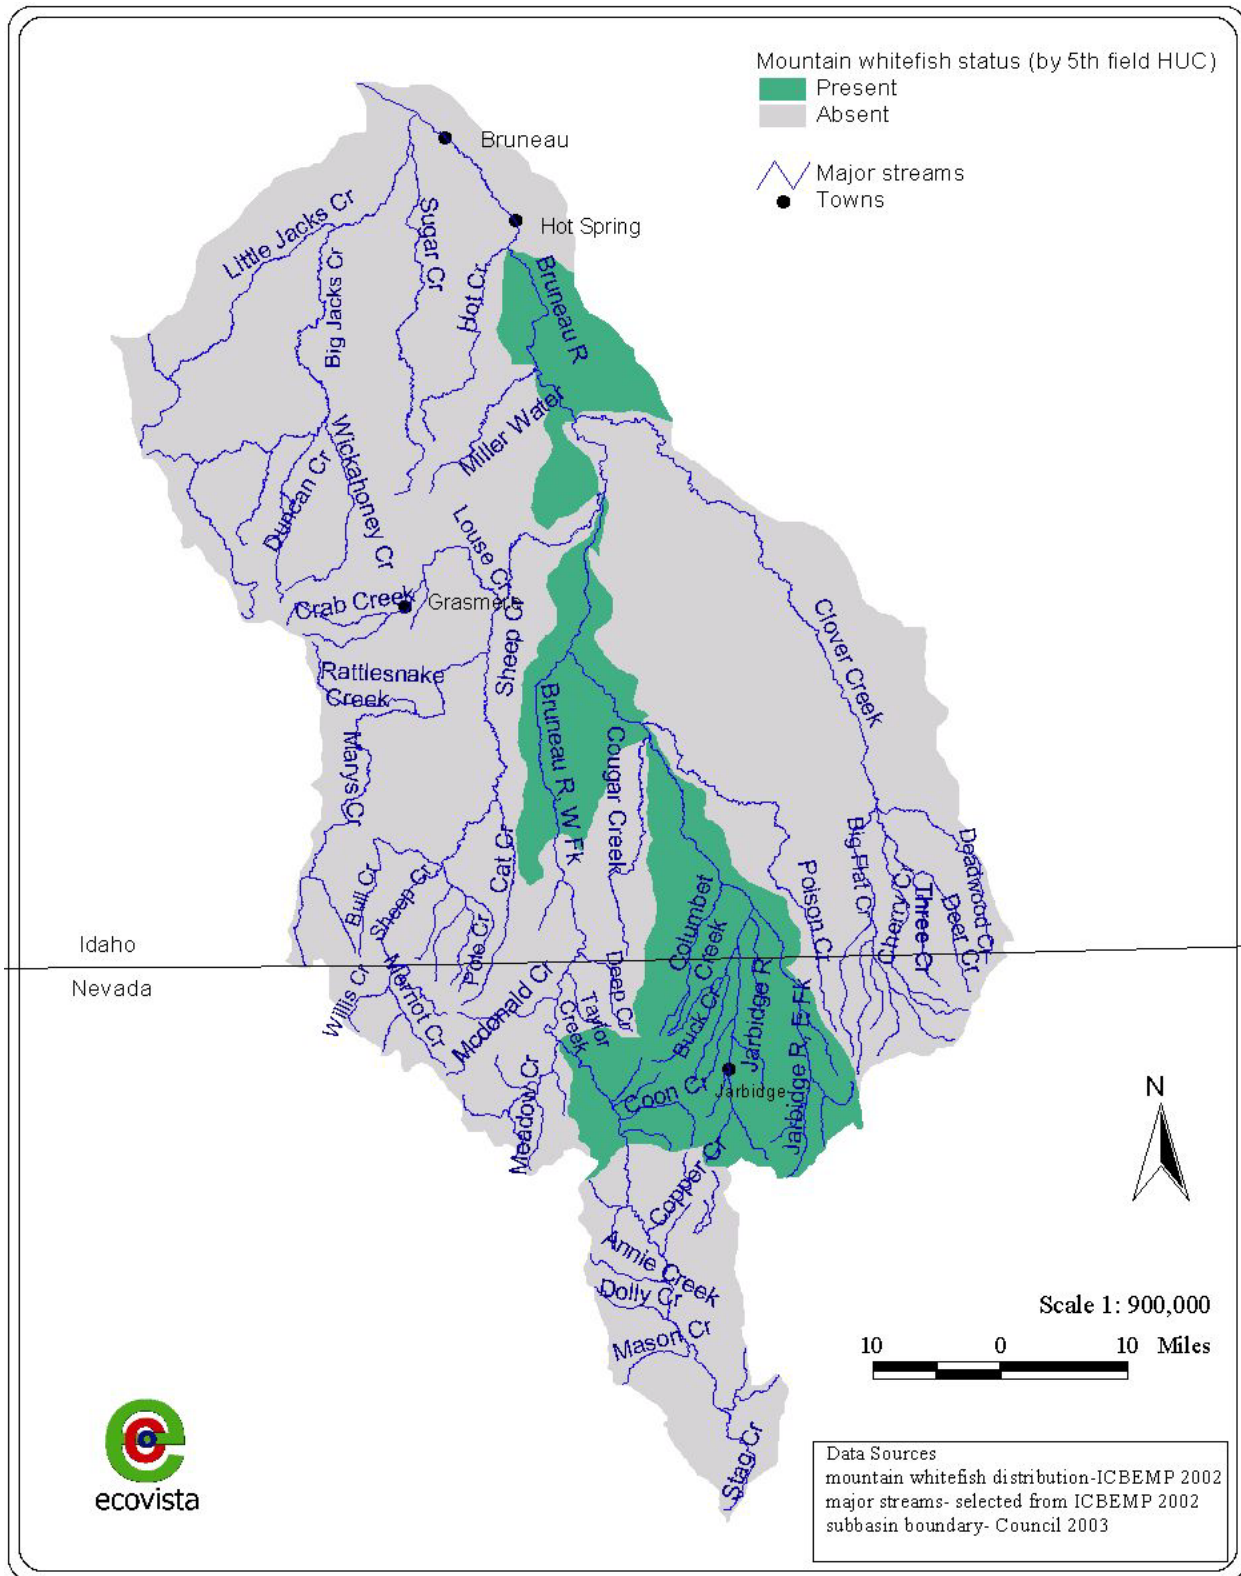 Mountain whitefish status (by 5th field HUC)
Present
Absent
Major streams
Towns
Bruneau
Hot Spring
Little Jacks Cr
Big Jacks Cr
Sugar Cr
Hot Cr
Bruneau R
Miller Water
Wickahoney Cr
Duncan Cr
Louse Cr
Crab Creek
Grasmere
Sheep Cr
Clover Creek
Rattlesnake
Creek
Marys Cr
Bruneau R, W Fk
Cougar Creek
Cat Cr
Bull Cr
Sheep Cr
Pole Cr
Columbet
Creek
Poison Cr
Big Flat Cr
Cherry Cr
Three Cr
Deer Cr
Deadwood Cr
Idaho
Nevada
Willis Cr
Merriot Cr
Mcdonald Cr
Taylor
Creek
Deep Cr
Buck Cr
Jarbidge R
Jarbidge R, E Fk
Meadow Cr
Coon Cr
Jarbidge
Copper Cr
Annie Creek
Dolly Cr
Mason Cr
Stag Cr
N
Scale 1: 900,000
10 0 10 Miles
ecovista
Data Sources
mountain whitefish distribution-ICBEMP 2002
major streams- selected from ICBEMP 2002
subbasin boundary- Council 2003